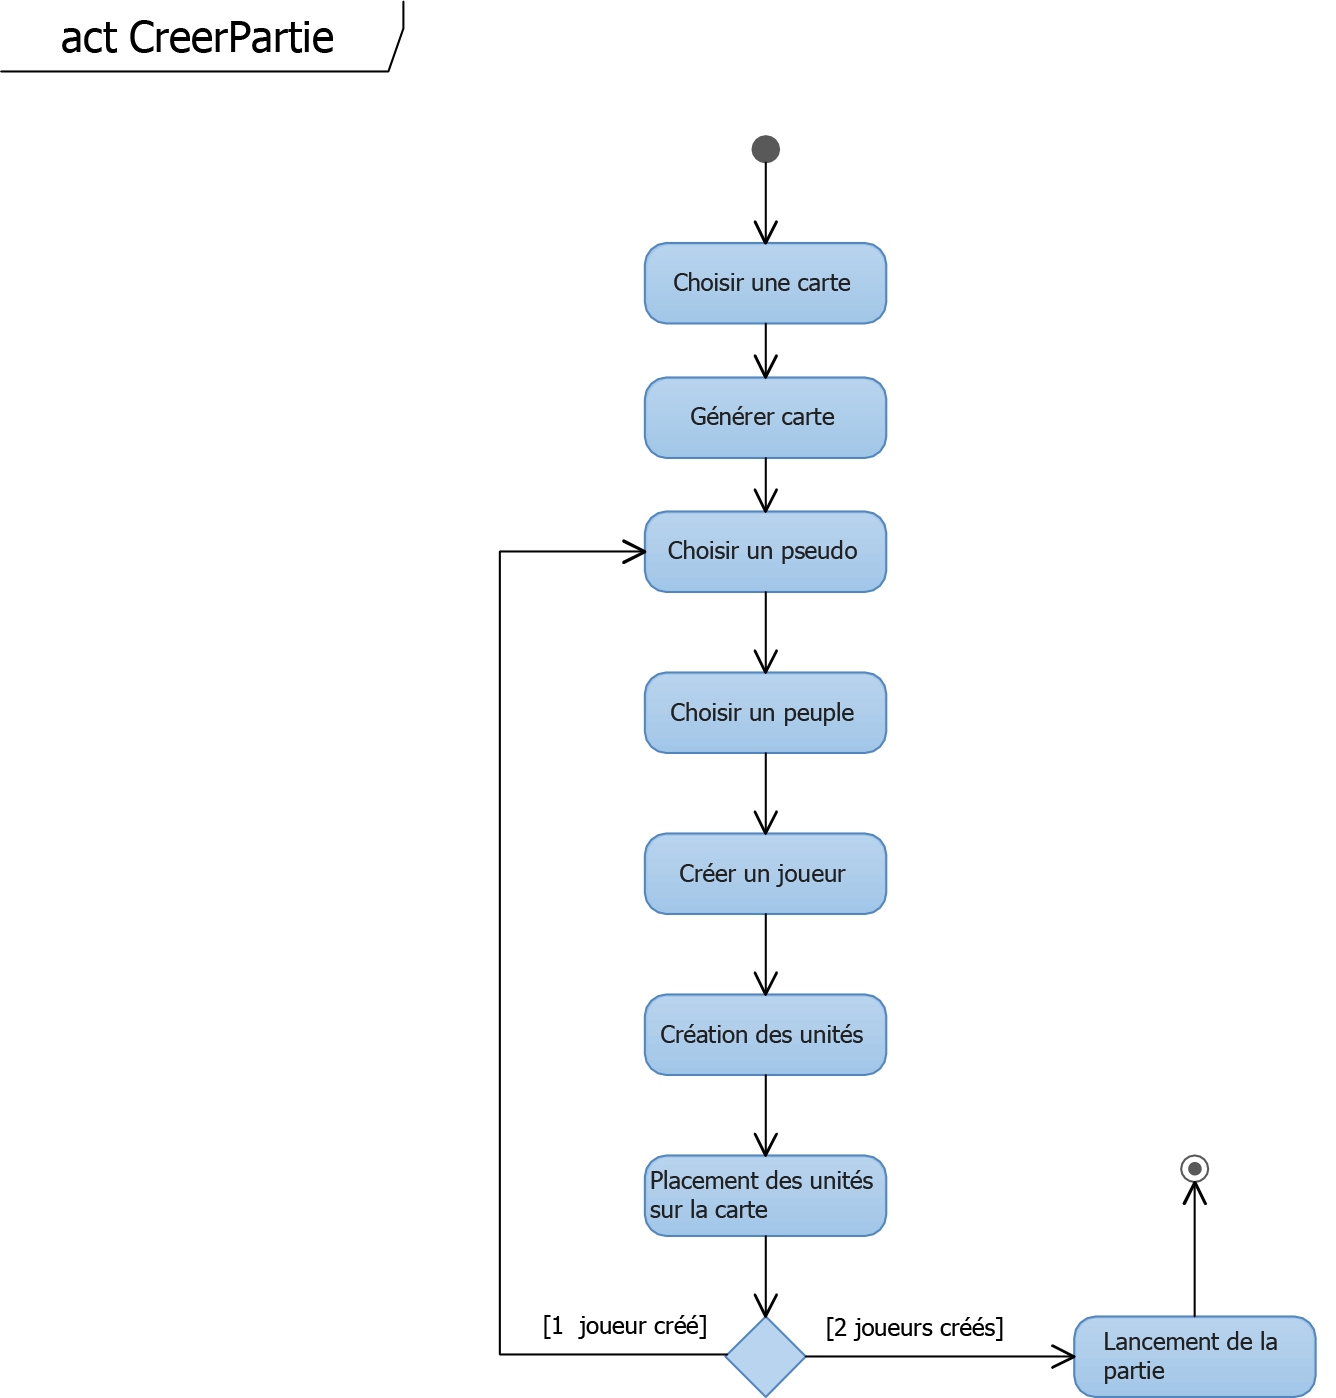 act CreerPartie
Choisir une carte
Générer carte
Choisir un pseudo
Choisir un peuple
Créer un joueur
Création des unités
Placement des unités
sur la carte
[1  joueur créé]
[2 joueurs créés]
Lancement de la
partie